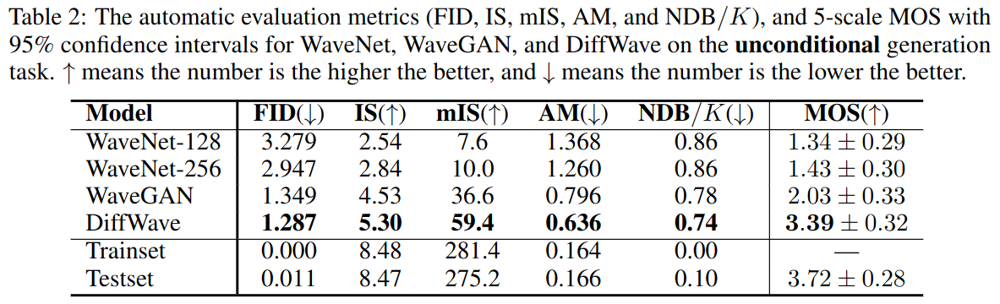 Table 2: The automatic evaluation metrics (FID, IS, mIS, AM, and NDB/K), and 5-scale MOS with
95% confidence intervals for WaveNet, WaveGAN, and DiffWave on the unconditional generation
task. ↑ means the number is the higher the better, and ↓ means the number is the lower the better.
Model FID(↓) IS(↑) mIS(↑) AM(↓) NDB/K(↓) MOS(↑)
WaveNet-128 3.279 2.54 7.6 1.368 0.86 1.34 ± 0.29
WaveNet-256 2.947 2.84 10.0 1.260 0.86 1.43 ± 0.30
WaveGAN 1.349 4.53 36.6 0.796 0.78 2.03 ± 0.33
DiffWave 1.287 5.30 59.4 0.636 0.74 3.39 ± 0.32
Trainset 0.000 8.48 281.4 0.164 0.00 —
Testset 0.011 8.47 275.2 0.166 0.10 3.72 ± 0.28